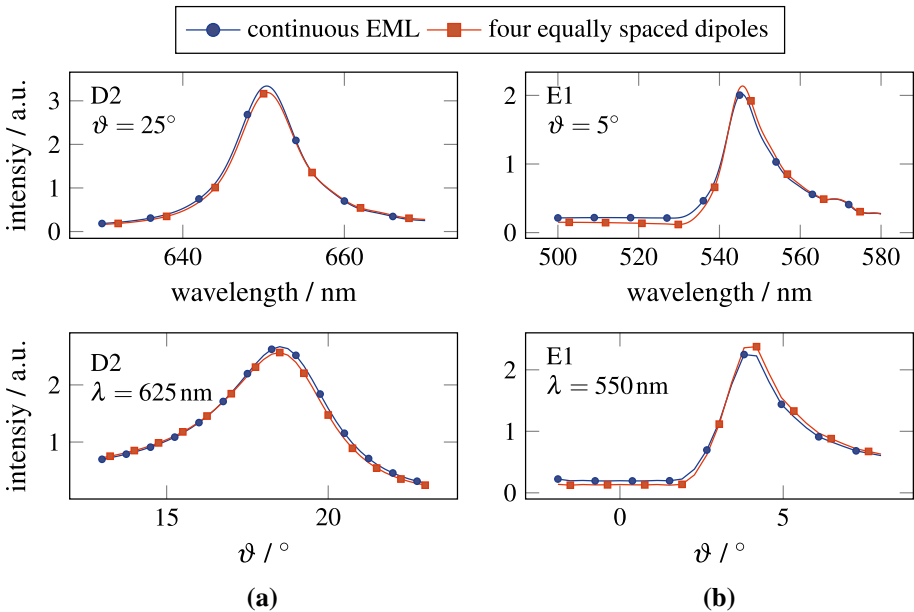 continuous EML four equally spaced dipoles
D2
ϑ = 25°
intensiy / a.u.
3
2
1
0
640 660
wavelength / nm
E1
ϑ = 5°
2
1
0
500 520 540 560 580
wavelength / nm
D2
λ = 625 nm
intensiy / a.u.
2
1
15 20
ϑ / °
(a)
E1
λ = 550 nm
2
1
0
0 5
ϑ / °
(b)